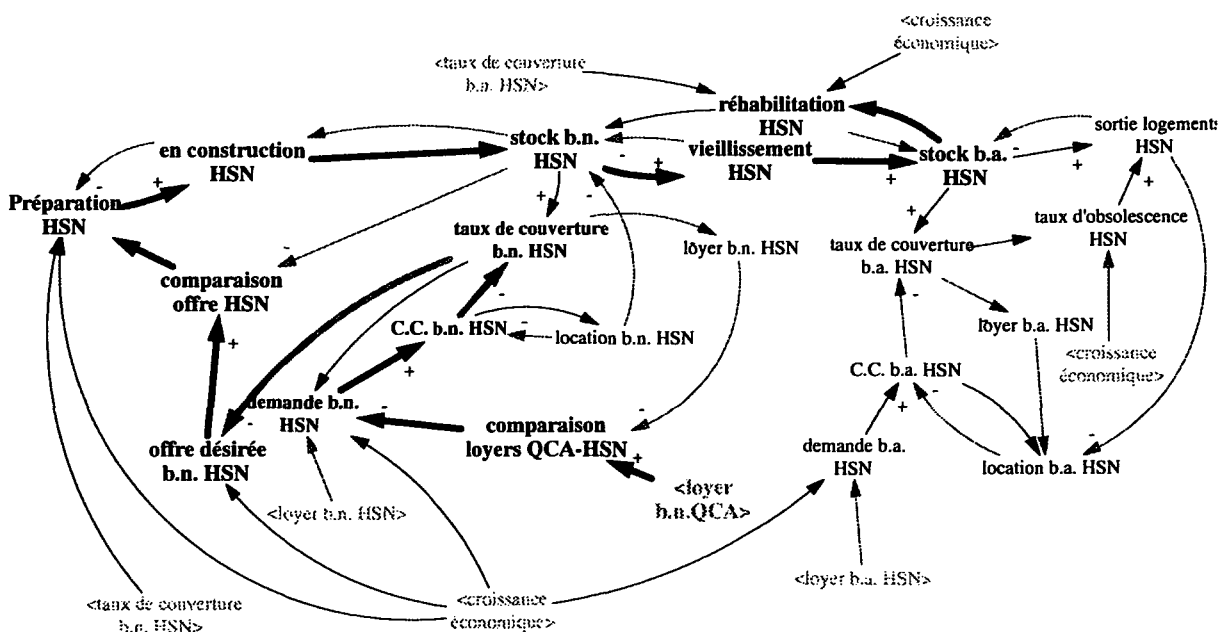 <croissance
économique>
<taux de couverture
b.a. HSN>
réhabilitation
HSN
en construction
HSN
stock b.n.
HSN
vieillissement
HSN
stock b.a.
HSN
sortie logements
HSN
Préparation
HSN
taux de couverture
b.n. HSN
loyer b.n. HSN
taux de couverture
b.a. HSN
taux d'obsolescence
HSN
comparaison
offre HSN
C.C. b.n. HSN
location b.n. HSN
loyer b.a. HSN
<croissance
économique>
C.C. b.a. HSN
demande b.n.
HSN
offre désirée
b.n. HSN
comparaison
loyers QCA-HSN
demande b.a.
HSN
location b.a. HSN
<loyer b.n. HSN>
<loyer
b.n.QCA>
<loyer b.a. HSN>
<taux de couverture
b.n. HSN>
<croissance
économique>